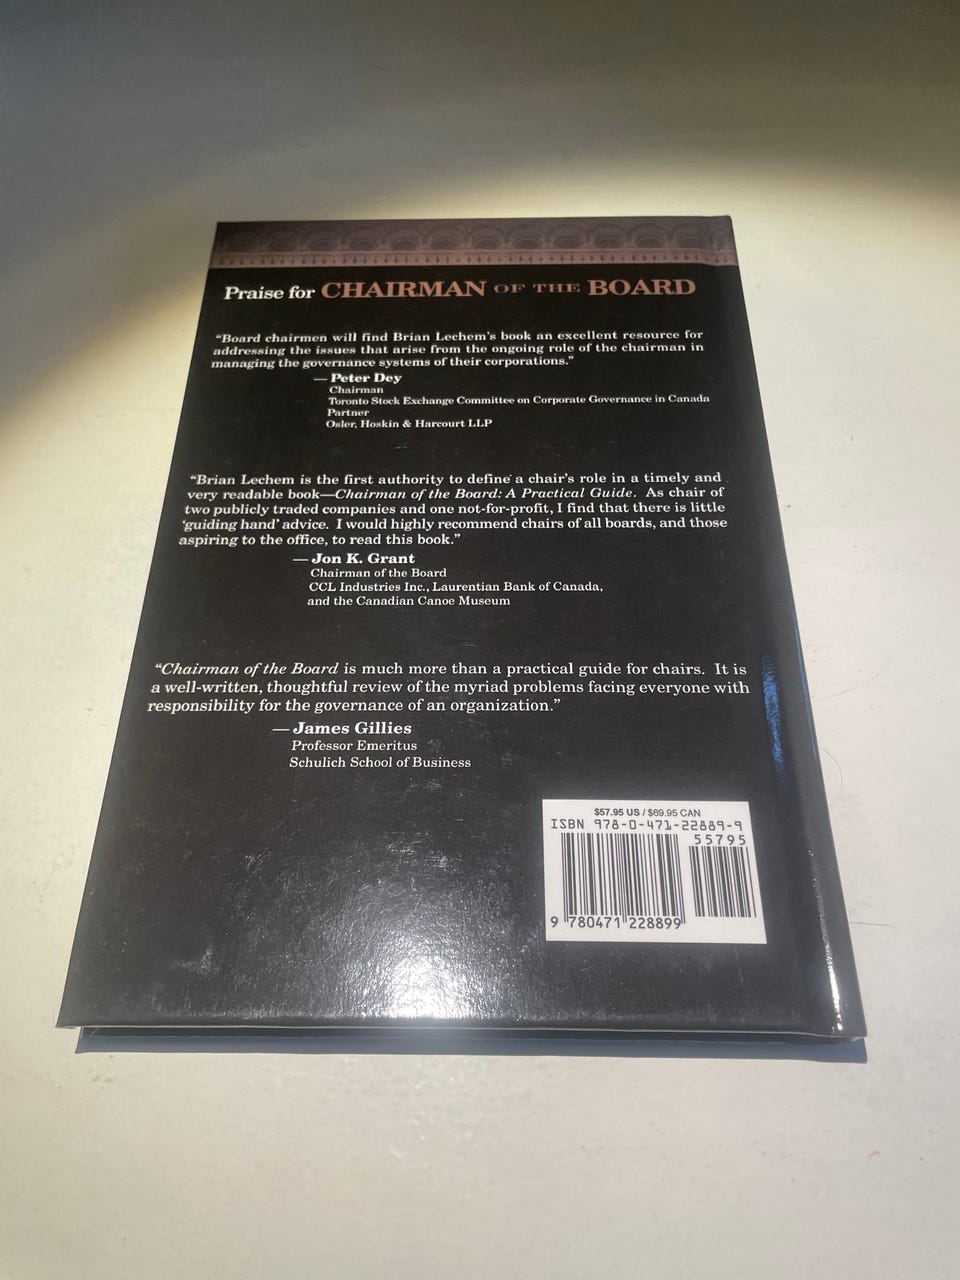 Praise for CHAIRMAN OF THE BOARD
“Board chairmen will find Brian Lechem's book an excellent resource for
addressing the issues that arise from the ongoing role of the chairman in
managing the governance systems of their corporations.”
— Peter Dey
Chairman
Toronto Stock Exchange Committee on Corporate Governance in Canada
Partner
Osler, Hoskin & Harcourt LLP
“Brian Lechem is the first authority to define a chair's role in a timely and
very readable book—Chairman of the Board: A Practical Guide. As chair of
two publicly traded companies and one not-for-profit, I find that there is little
‘guiding hand’ advice. I would highly recommend chairs of all boards, and those
aspiring to the office, to read this book.”
— Jon K. Grant
Chairman of the Board
CCL Industries Inc., Laurentian Bank of Canada,
and the Canadian Canoe Museum
“Chairman of the Board is much more than a practical guide for chairs. It is
a well-written, thoughtful review of the myriad problems facing everyone with
responsibility for the governance of an organization.”
— James Gillies
Professor Emeritus
Schulich School of Business
$57.95 US / $69.95 CAN
ISBN 978-0-471-22889-9
55795
9 780471 228899